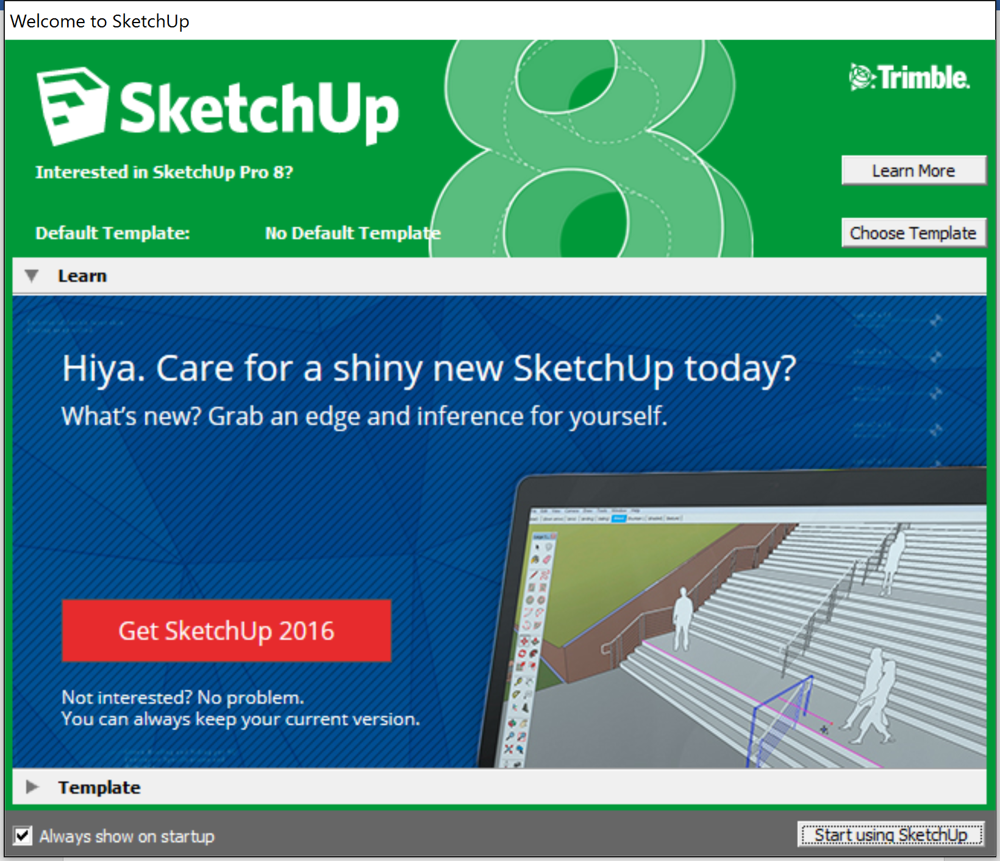 Welcome to SketchUp
SketchUp
Trimble.
Interested in SketchUp Pro 8?
Learn More
Default Template:
No Default Template
Choose Template
8
Learn
Hiya. Care for a shiny new SketchUp today?
What's new? Grab an edge and inference for yourself.
Get SketchUp 2016
Not interested? No problem.
You can always keep your current version.
Template
Always show on startup
Start using SketchUp